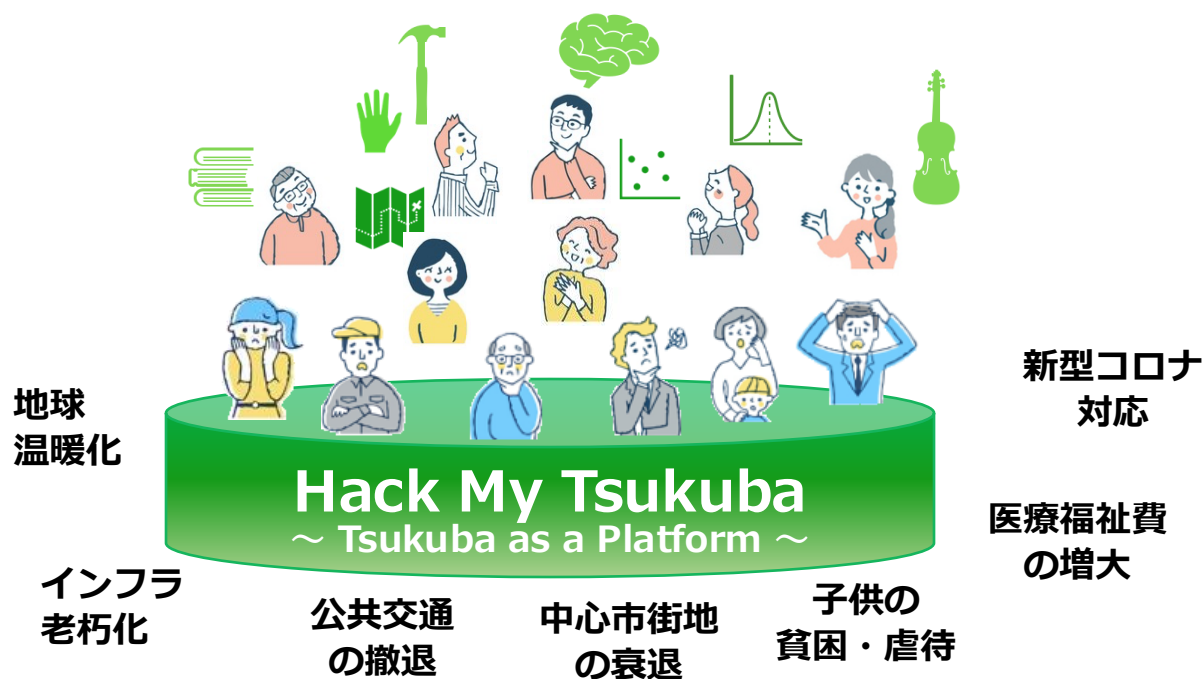 新型コロナ
対応
地球
温暖化
Hack My Tsukuba
～ Tsukuba as a Platform ～
医療福祉費
の増大
インフラ
老朽化
公共交通
の撤退
中心市街地
の衰退
子供の
貧困・虐待